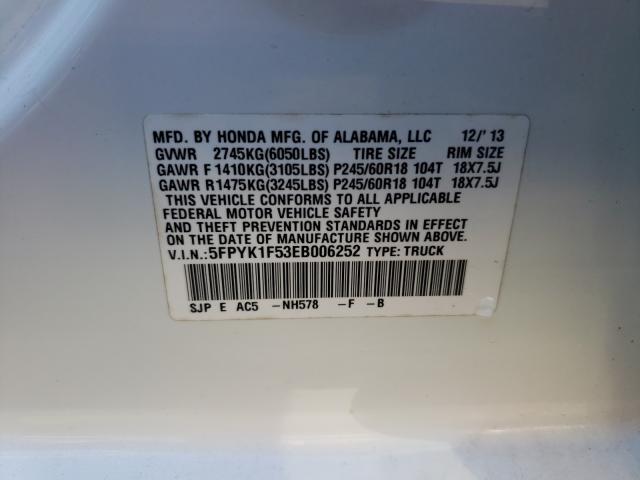 MFD. BY HONDA MFG. OF ALABAMA, LLC 12/'13
GVWR 2745KG(6050LBS) TIRE SIZE RIM SIZE
GAWR F 1410KG(3105LBS) P245/60R18 104T 18X7.5J
GAWR R1475KG(3245LBS) P245/60R18 104T 18X7.5J
THIS VEHICLE CONFORMS TO ALL APPLICABLE
FEDERAL MOTOR VEHICLE SAFETY
AND THEFT PREVENTION STANDARDS IN EFFECT
ON THE DATE OF MANUFACTURE SHOWN ABOVE.
V.I.N.:5FPYK1F53EB006252 TYPE: TRUCK
SJP E AC5 -NH578 -F -B